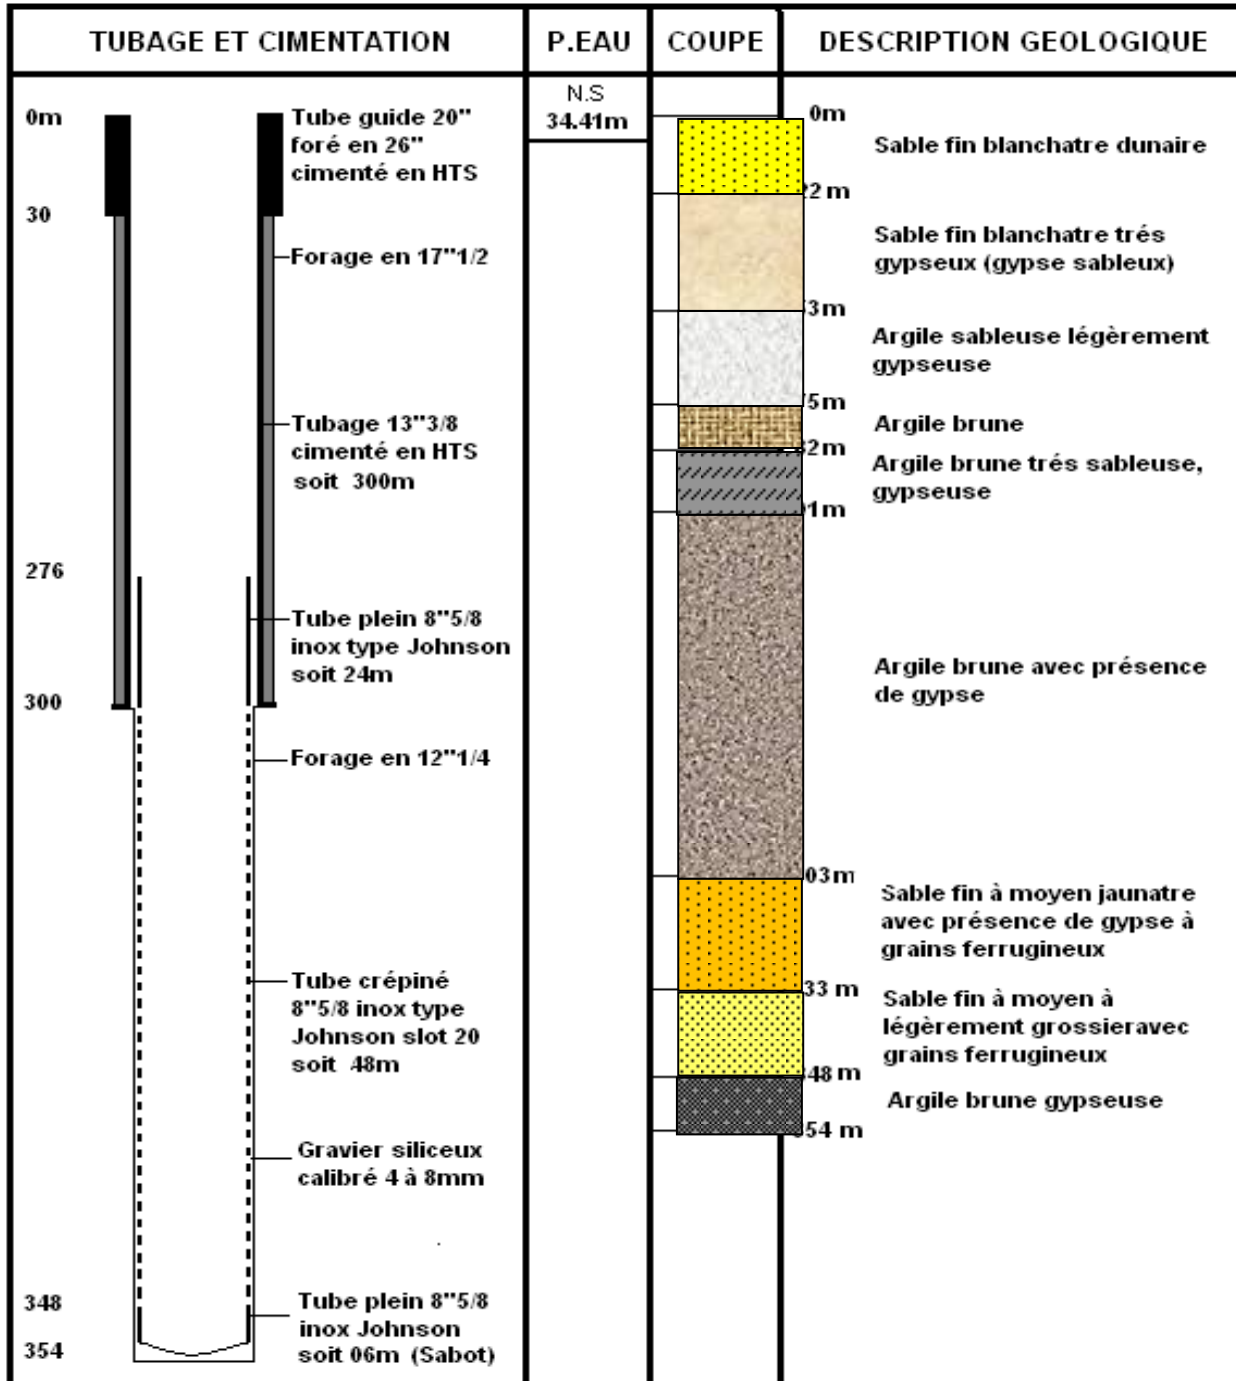 TUBAGE ET CIMENTATION
P.EAU
COUPE
DESCRIPTION GEOLOGIQUE
0m
30
276
300
348
354
Tube guide 20"
foré en 26"
cimenté en HTS
Forage en 17"1/2
Tubage 13"3/8
cimenté en HTS
soit 300m
Tube plein 8"5/8
inox type Johnson
soit 24m
Forage en 12"1/4
Tube crépiné
8"5/8 inox type
Johnson slot 20
soit 48m
Gravier siliceux
calibré 4 à 8mm
Tube plein 8"5/8
inox Johnson
soit 06m (Sabot)
N.S
34.41m
0m
2 m
3m
5m
2m
1m
03m
33 m
48 m
54 m
Sable fin blanchatre dunaire
Sable fin blanchatre trés
gypseux (gypse sableux)
Argile sableuse légèrement
gypseuse
Argile brune
Argile brune trés sableuse,
gypseuse
Argile brune avec présence
de gypse
Sable fin à moyen jaunatre
avec présence de gypse à
grains ferrugineux
Sable fin à moyen à
légèrement grossieravec
grains ferrugineux
Argile brune gypseuse